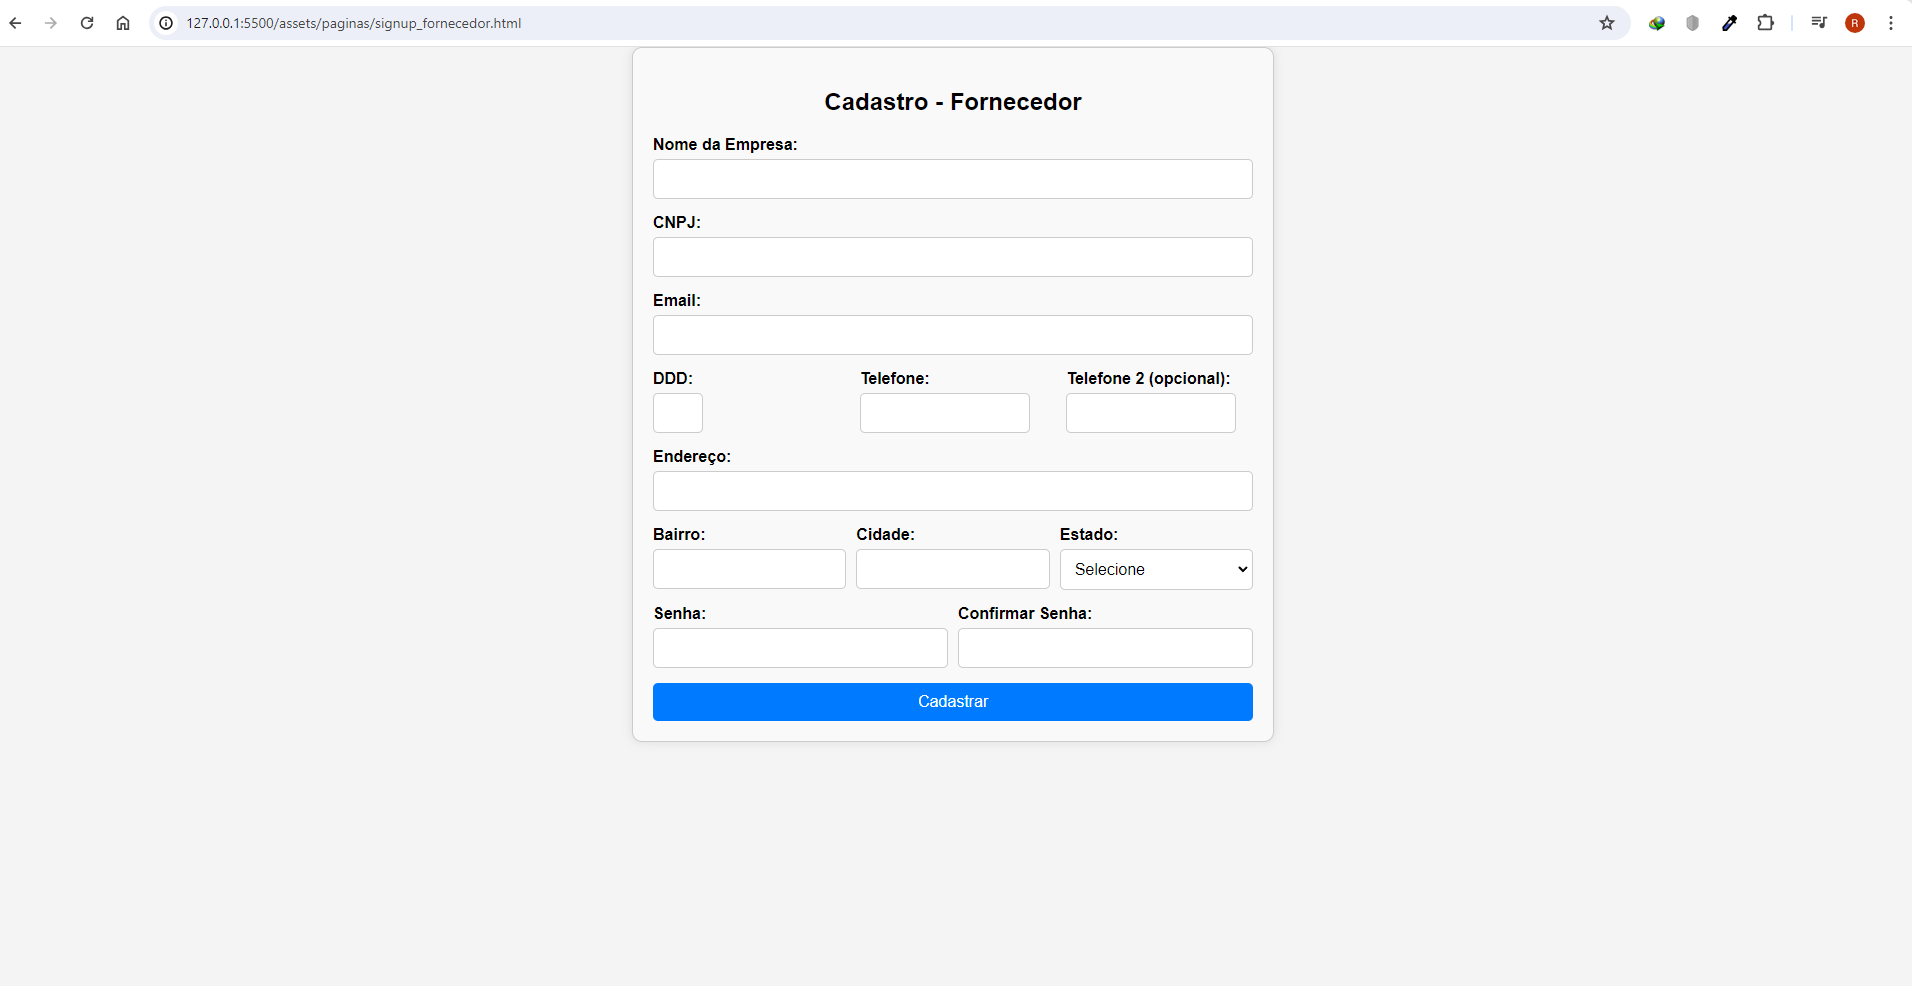 127.0.0.1:5500/assets/paginas/signup_fornecedor.html
R
Cadastro - Fornecedor
Nome da Empresa:
CNPJ:
Email:
DDD: Telefone: Telefone 2 (opcional):
Endereço:
Bairro: Cidade: Estado:
Selecione
Senha: Confirmar Senha:
Cadastrar